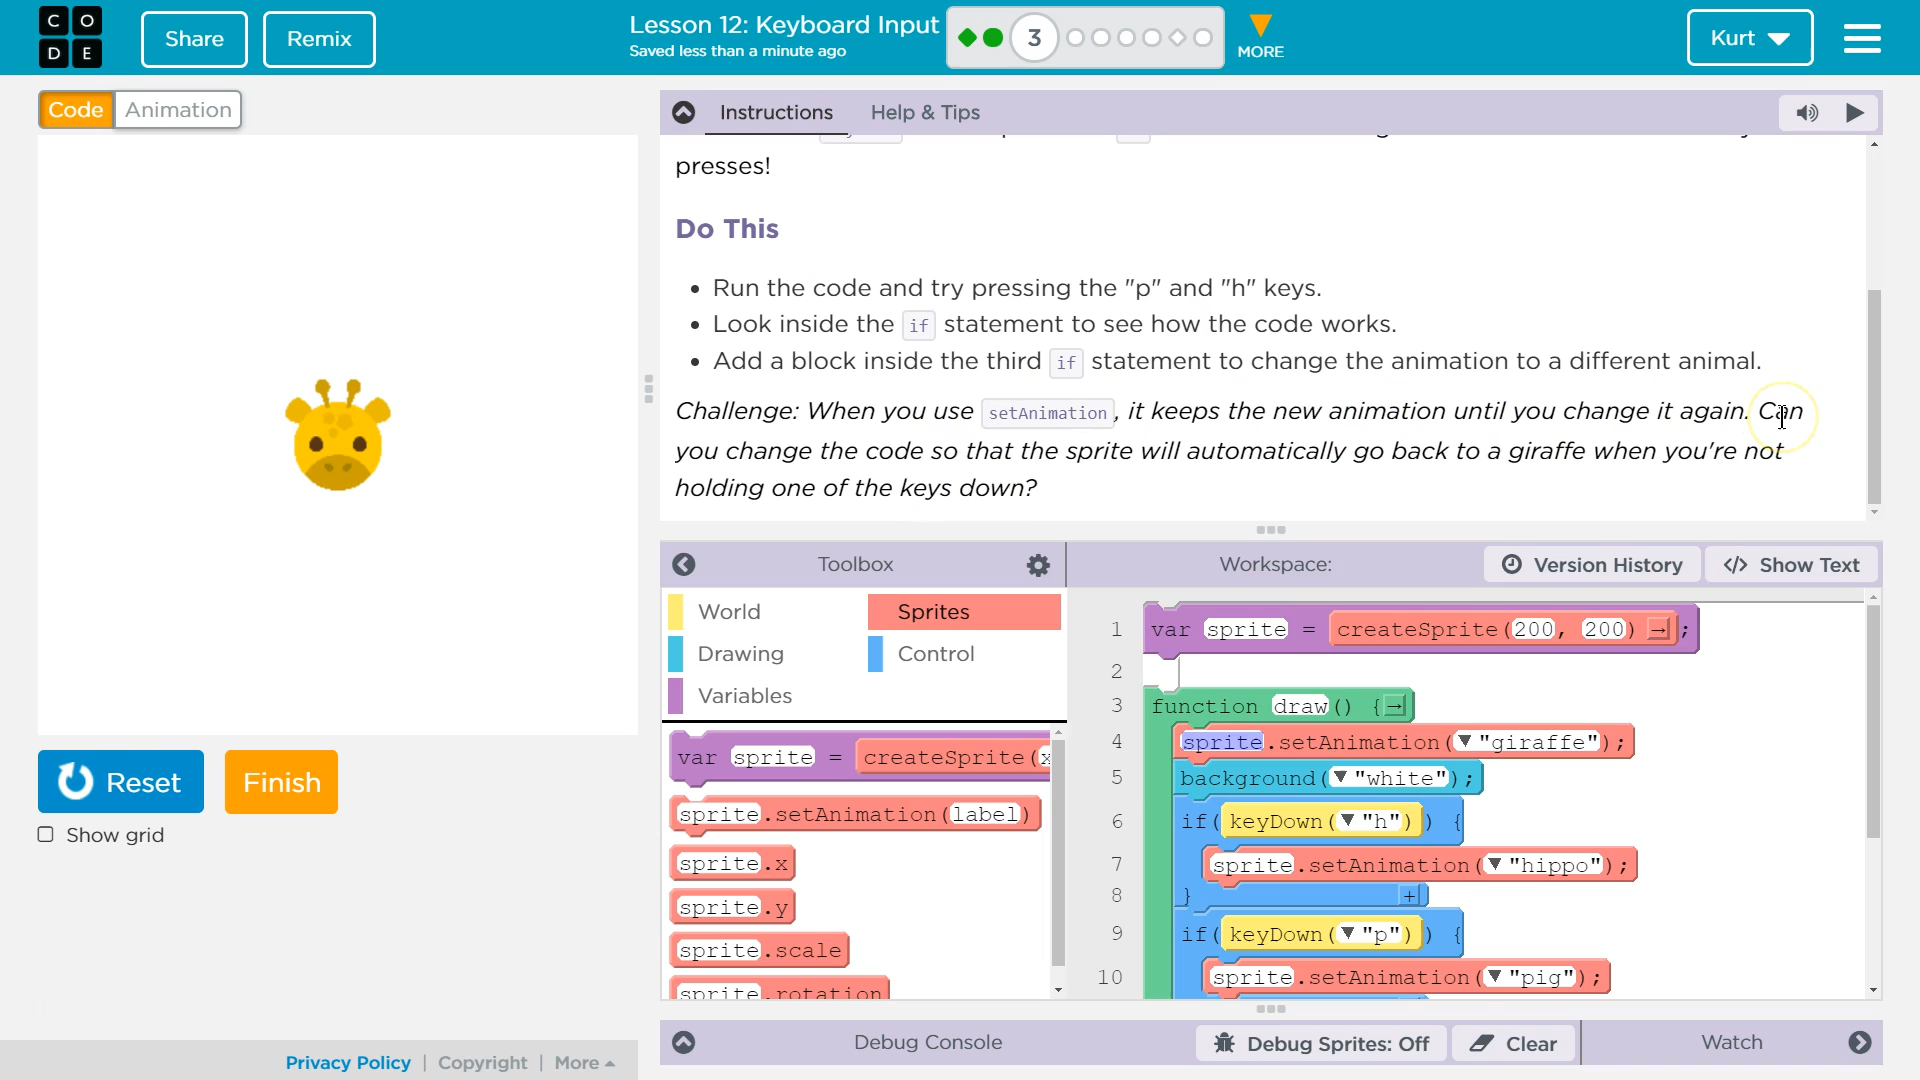 C O
D E
Share
Remix
Lesson 12: Keyboard Input
Saved less than a minute ago
3
MORE
Kurt
Code
Animation
Instructions
Help & Tips
presses!
Do This
• Run the code and try pressing the "p" and "h" keys.
• Look inside the if statement to see how the code works.
• Add a block inside the third if statement to change the animation to a different animal.
Challenge: When you use setAnimation, it keeps the new animation until you change it again. Can
you change the code so that the sprite will automatically go back to a giraffe when you're not
holding one of the keys down?
Reset
Finish
Show grid
Toolbox
Workspace:
Version History
</> Show Text
World
Sprites
Drawing
Control
Variables
var sprite = createSprite(x
sprite.setAnimation(label)
sprite.x
sprite.y
sprite.scale
sprite.rotation
1 var sprite = createSprite(200, 200) → ;
2
3 function draw() { →
4 sprite.setAnimation( ▼ "giraffe");
5 background( ▼ "white");
6 if( keyDown( ▼ "h") ) {
7 sprite.setAnimation( ▼ "hippo");
8 } +
9 if( keyDown( ▼ "p") ) {
10 sprite.setAnimation( ▼ "pig");
Debug Console
Debug Sprites: Off
Clear
Watch
Privacy Policy | Copyright | More